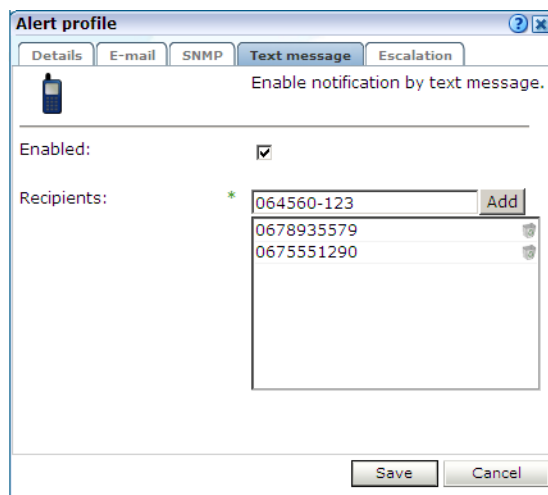 Alert profile
Details E-mail SNMP Text message Escalation
Enable notification by text message.
Enabled:
Recipients: * 064560-123 Add
0678935579
0675551290
Save Cancel